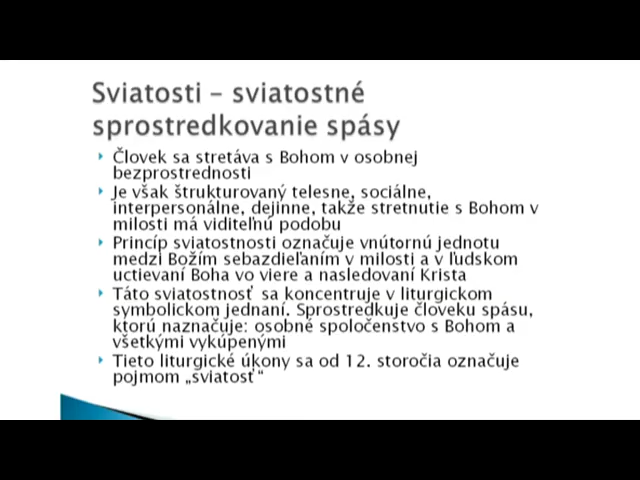 Sviatosti – sviatostné
sprostredkovanie spásy
Človek sa stretáva s Bohom v osobnej
bezprostrednosti
Je však štrukturovaný telesne, sociálne,
interpersonálne, dejinne, takže stretnutie s Bohom v
milosti má viditeľnú podobu
Princíp sviatostnosti označuje vnútornú jednotu
medzi Božím sebazdieľaním v milosti a v ľudskom
uctievaní Boha vo viere a nasledovaní Krista
Táto sviatostnosť sa koncentruje v liturgickom
symbolickom jednaní. Sprostredkuje človeku spásu,
ktorú naznačuje: osobné spoločenstvo s Bohom a
všetkými vykúpenými
Tieto liturgické úkony sa od 12. storočia označuje
pojmom „sviatosť“